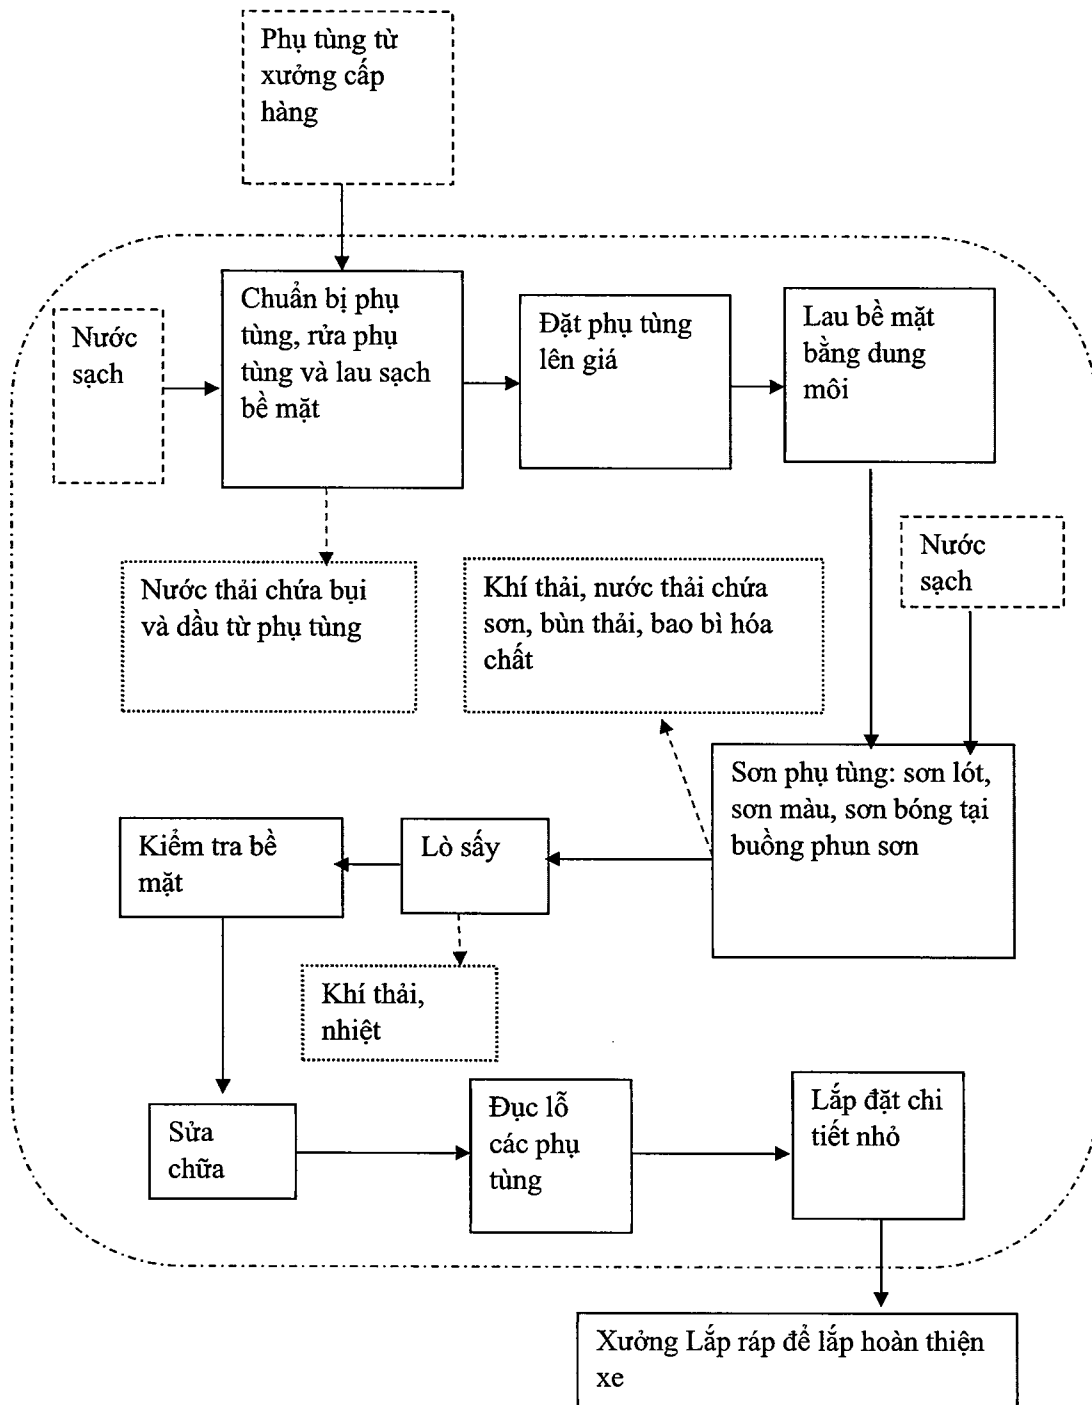 Phụ tùng từ
xưởng cấp
hàng
Nước
sạch
Chuẩn bị phụ
tùng, rửa phụ
tùng và lau sạch
bề mặt
Đặt phụ tùng
lên giá
Lau bề mặt
bằng dung
môi
Nước
sạch
Nước thải chứa bụi
và dầu từ phụ tùng
Khí thải, nước thải chứa
sơn, bùn thải, bao bì hóa
chất
Sơn phụ tùng: sơn lót,
sơn màu, sơn bóng tại
buồng phun sơn
Lò sấy
Kiểm tra bề
mặt
Khí thải,
nhiệt
Sửa
chữa
Đục lỗ
các phụ
tùng
Lắp đặt chi
tiết nhỏ
Xưởng Lắp ráp để lắp hoàn thiện
xe